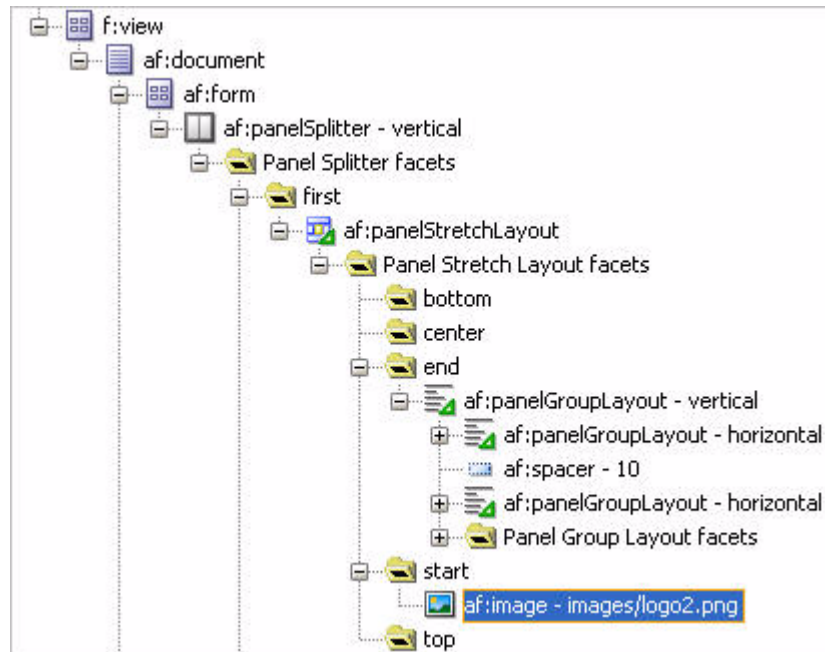 f:view
af:document
af:form
af:panelSplitter - vertical
Panel Splitter facets
first
af:panelStretchLayout
Panel Stretch Layout facets
bottom
center
end
af:panelGroupLayout - vertical
af:panelGroupLayout - horizontal
af:spacer - 10
af:panelGroupLayout - horizontal
Panel Group Layout facets
start
af:image - images/logo2.png
top